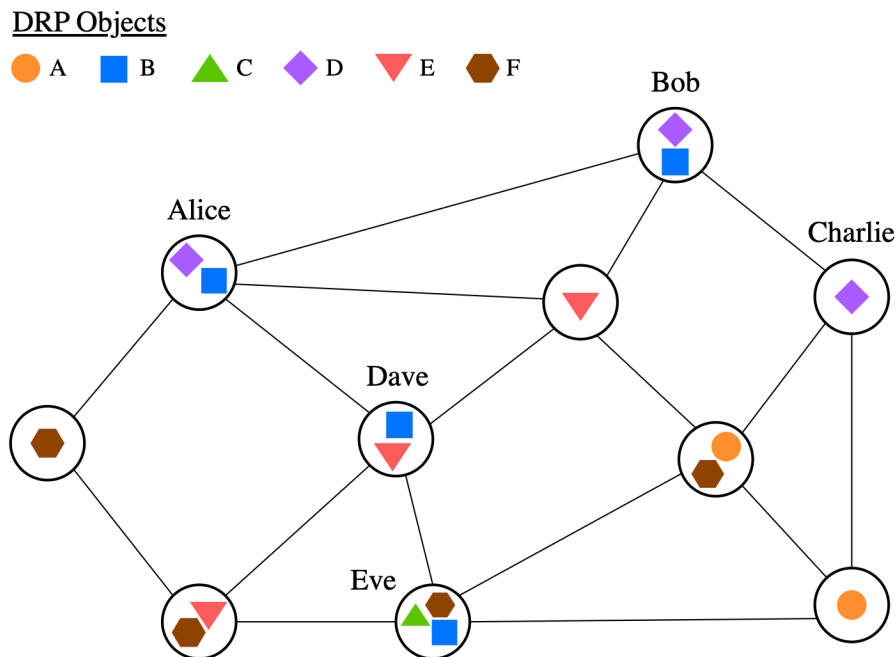 DRP Objects
A B C D E F
Bob
Alice
Charlie
Dave
Eve